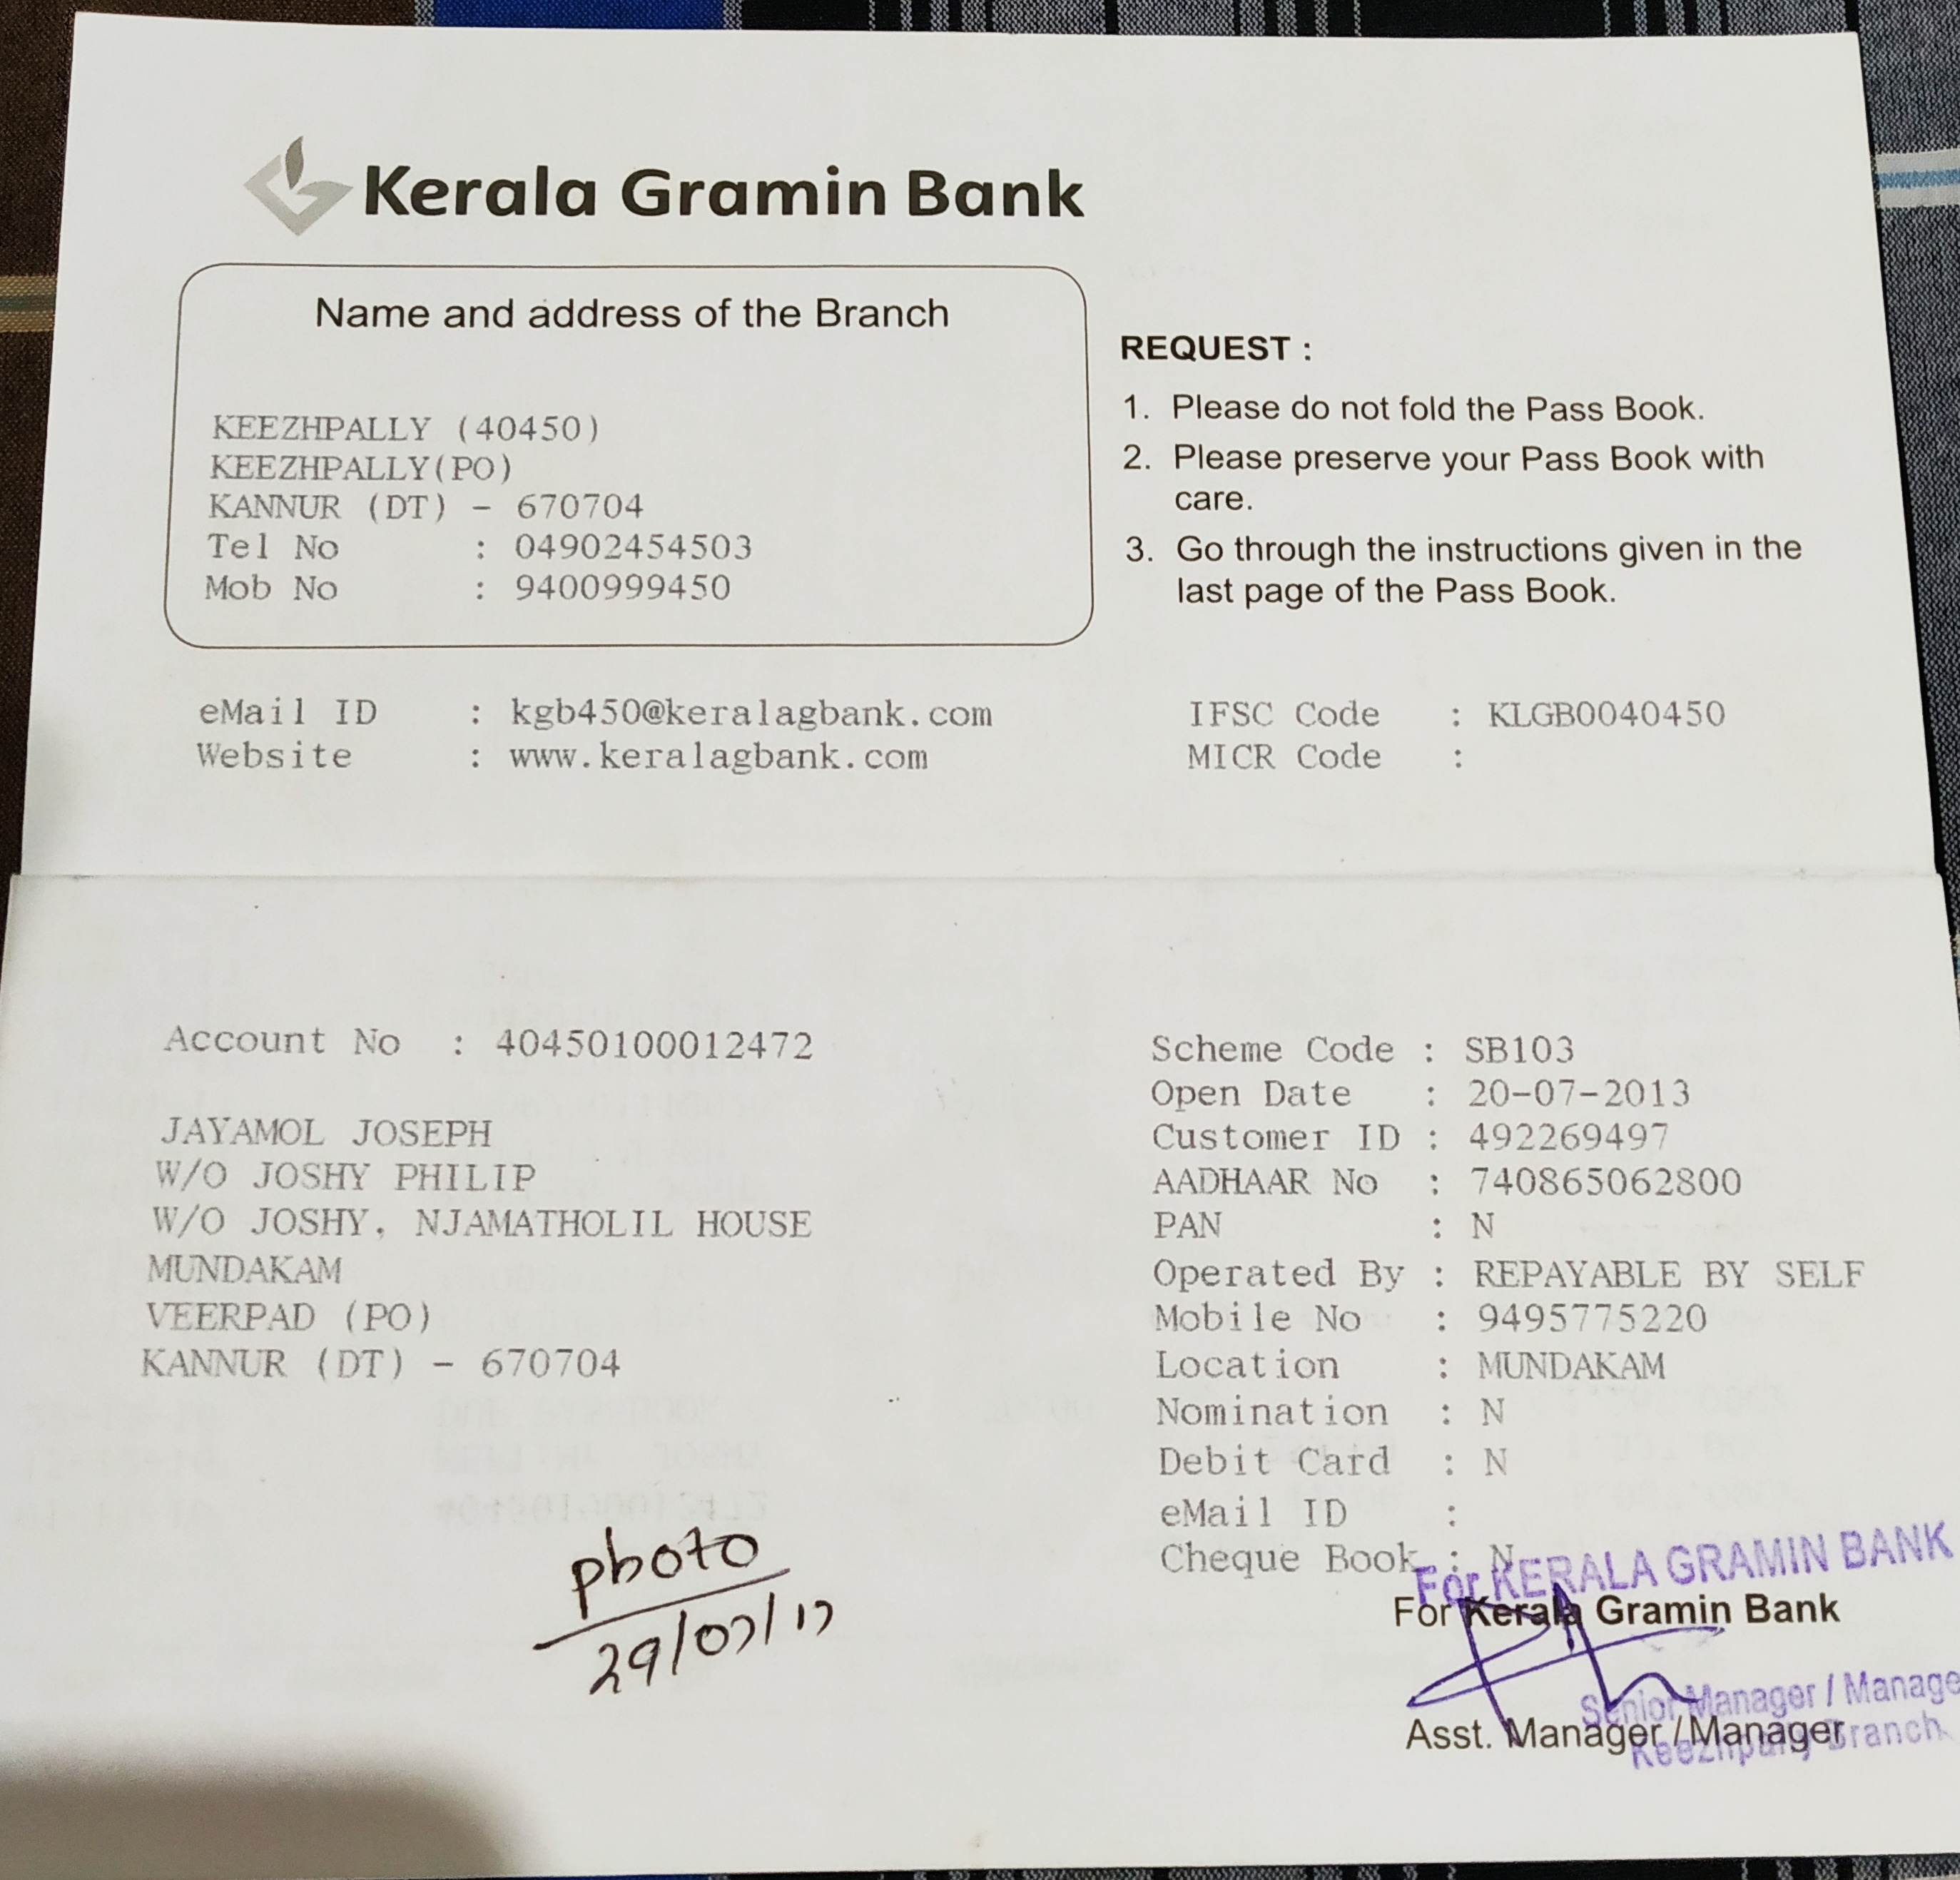 Kerala Gramin Bank
Name and address of the Branch
KEEZHPALLY (40450)
KEEZHPALLY(PO)
KANNUR (DT) - 670704
Tel No : 04902454503
Mob No : 9400999450
REQUEST :
1. Please do not fold the Pass Book.
2. Please preserve your Pass Book with
care.
3. Go through the instructions given in the
last page of the Pass Book.
eMail ID : kgb450@keralagbank.com
Website : www.keralagbank.com
IFSC Code : KLGB0040450
MICR Code :
Account No : 40450100012472
JAYAMOL JOSEPH
W/O JOSHY PHILIP
W/O JOSHY, NJAMATHOLIL HOUSE
MUNDAKAM
VEERPAD (PO)
KANNUR (DT) - 670704
Scheme Code : SB103
Open Date : 20-07-2013
Customer ID : 492269497
AADHAAR No : 740865062800
PAN : N
Operated By : REPAYABLE BY SELF
Mobile No : 9495775220
Location : MUNDAKAM
Nomination : N
Debit Card : N
eMail ID :
Cheque Book : N
photo
29/07/17
For KERALA GRAMIN BANK
For Kerala Gramin Bank
Senior Manager / Manage
Asst. Manager / Manager
Keezhpally Branch